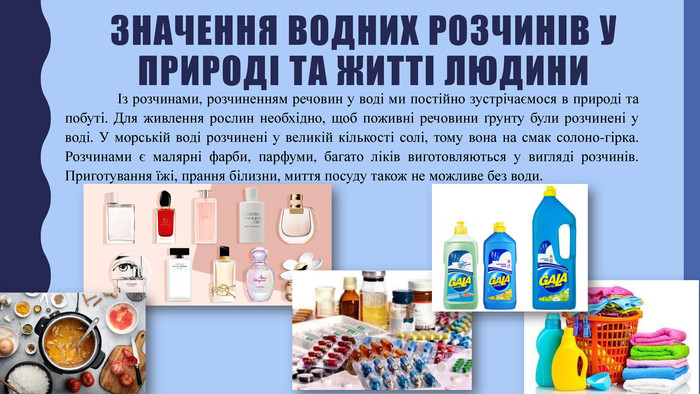 ЗНАЧЕННЯ ВОДНИХ РОЗЧИНІВ У
ПРИРОДІ ТА ЖИТТІ ЛЮДИНИ
Із розчинами, розчиненням речовин у воді ми постійно зустрічаємося в природі та
побуті. Для живлення рослин необхідно, щоб поживні речовини ґрунту були розчинені у
воді. У морській воді розчинені у великій кількості солі, тому вона на смак солоно-гірка.
Розчинами є малярні фарби, парфуми, багато ліків виготовляються у вигляді розчинів.
Приготування їжі, прання білизни, миття посуду також не можливе без води.
GALA
GALA
GALA